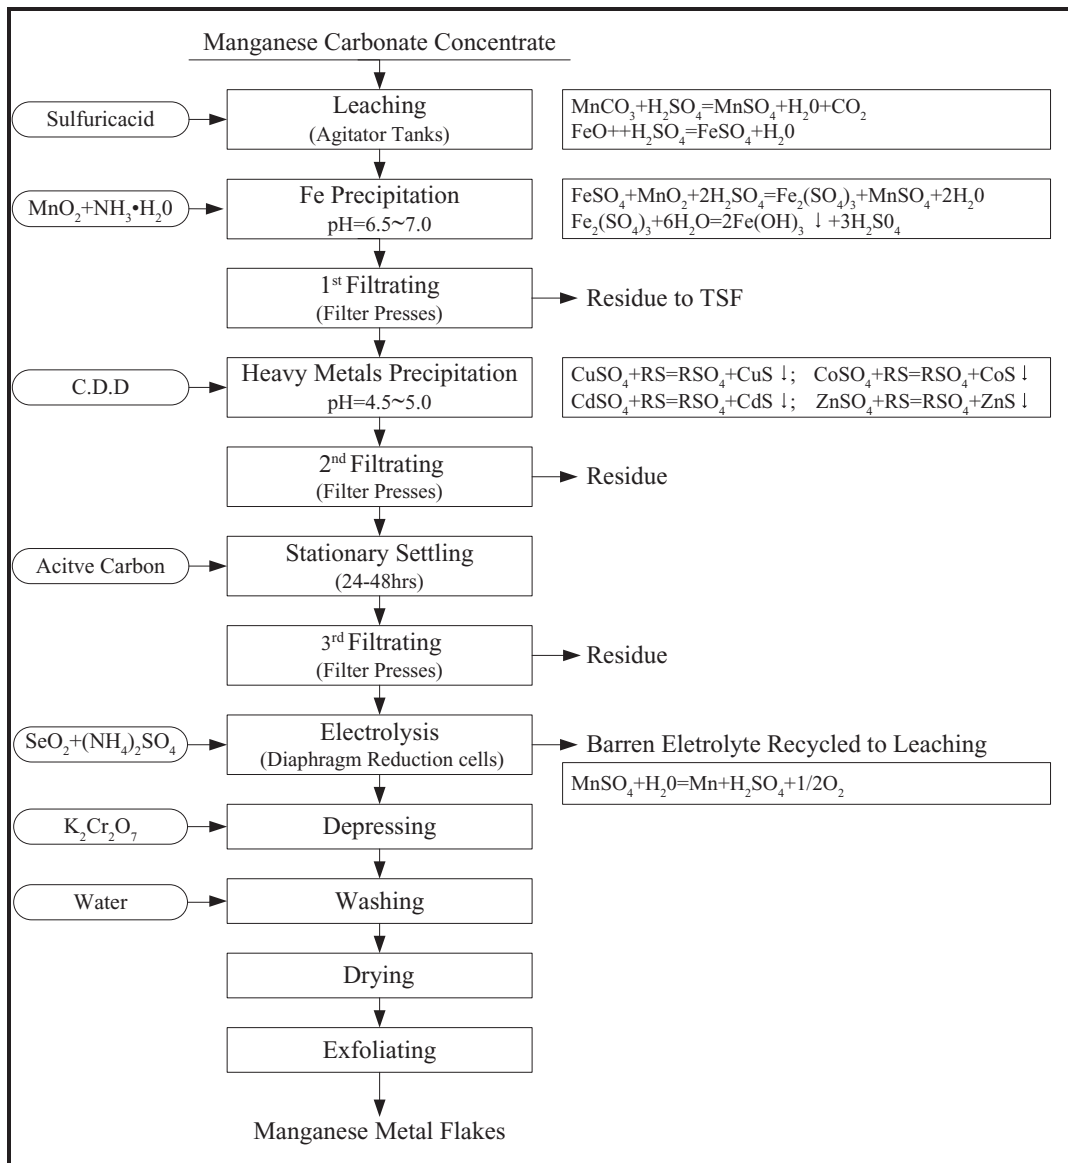 Manganese Carbonate Concentrate
Sulfuricacid
Leaching
(Agitator Tanks)
MnCO₃+H₂SO₄=MnSO₄+H₂0+CO₂
FeO++H₂SO₄=FeSO₄+H₂0
MnO₂+NH₃•H₂0
Fe Precipitation
pH=6.5~7.0
FeSO₄+MnO₂+2H₂SO₄=Fe₂(SO₄)₃+MnSO₄+2H₂0
Fe₂(SO₄)₃+6H₂O=2Fe(OH)₃ ↓ +3H₂S0₄
1st Filtrating
(Filter Presses)
Residue to TSF
C.D.D
Heavy Metals Precipitation
pH=4.5~5.0
CuSO₄+RS=RSO₄+CuS ↓; CoSO₄+RS=RSO₄+CoS ↓
CdSO₄+RS=RSO₄+CdS ↓; ZnSO₄+RS=RSO₄+ZnS ↓
2nd Filtrating
(Filter Presses)
Residue
Acitve Carbon
Stationary Settling
(24-48hrs)
3rd Filtrating
(Filter Presses)
Residue
SeO₂+(NH₄)₂SO₄
Electrolysis
(Diaphragm Reduction cells)
Barren Eletrolyte Recycled to Leaching
MnSO₄+H₂0=Mn+H₂SO₄+1/2O₂
K₂Cr₂O₇
Depressing
Water
Washing
Drying
Exfoliating
Manganese Metal Flakes